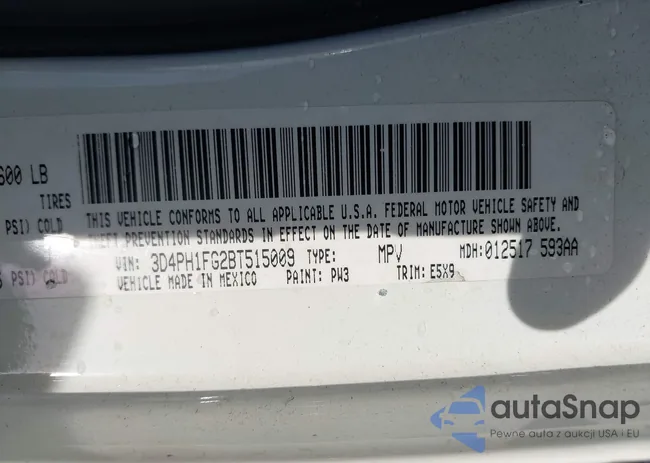 600 LB
TIRES
PSI) COLD
PSI) COLD
THIS VEHICLE CONFORMS TO ALL APPLICABLE U.S.A. FEDERAL MOTOR VEHICLE SAFETY AND
THEFT PREVENTION STANDARDS IN EFFECT ON THE DATE OF MANUFACTURE SHOWN ABOVE.
VIN: 3D4PH1FG2BT515009 TYPE: MPV MDH:012517 593AA
VEHICLE MADE IN MEXICO PAINT: PW3 TRIM: E5X9
autaSnap
Pewne auta z aukcji USA i EU